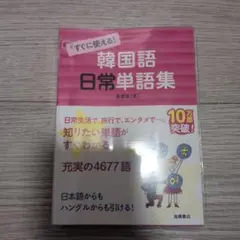 すぐに使える！
韓国語
日常単語集
日常生活で、旅行で、エンタメで…
知りたい単語が
すぐわかる
充実の4677語
日本語からも
ハングルからも引ける！
10万部
突破！
高橋書店